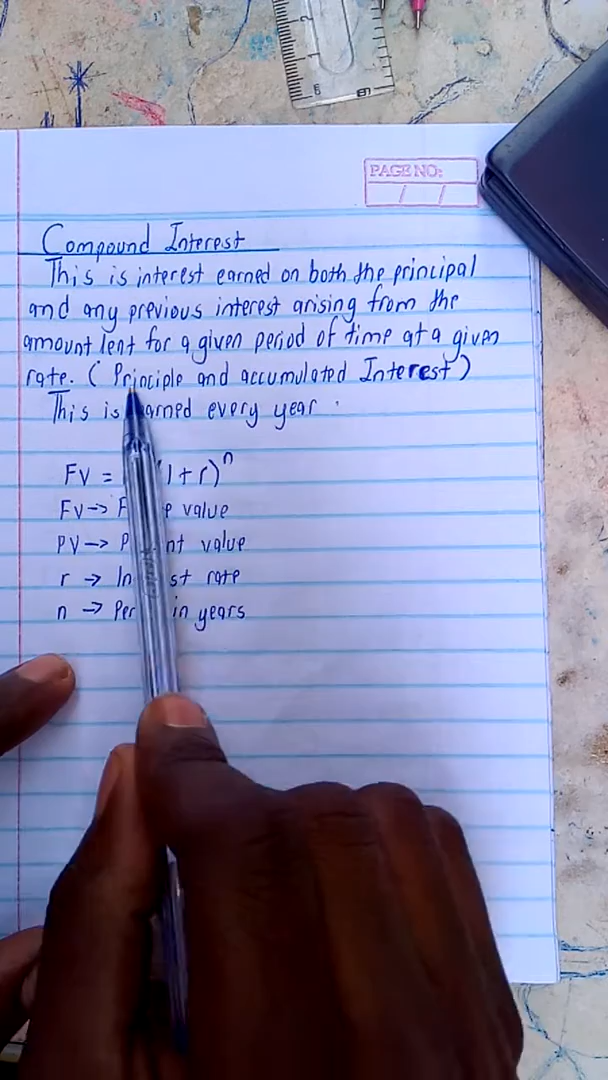 PAGE NO:
/ /
Compound Interest
This is interest earned on both the principal
and any previous interest arising from the
amount lent for a given period of time at a given
rate. ( Principle and accumulated Interest )
This is earned every year .
FV = (1+r)^n
FV → value
PV → value
r → rate
n → in years